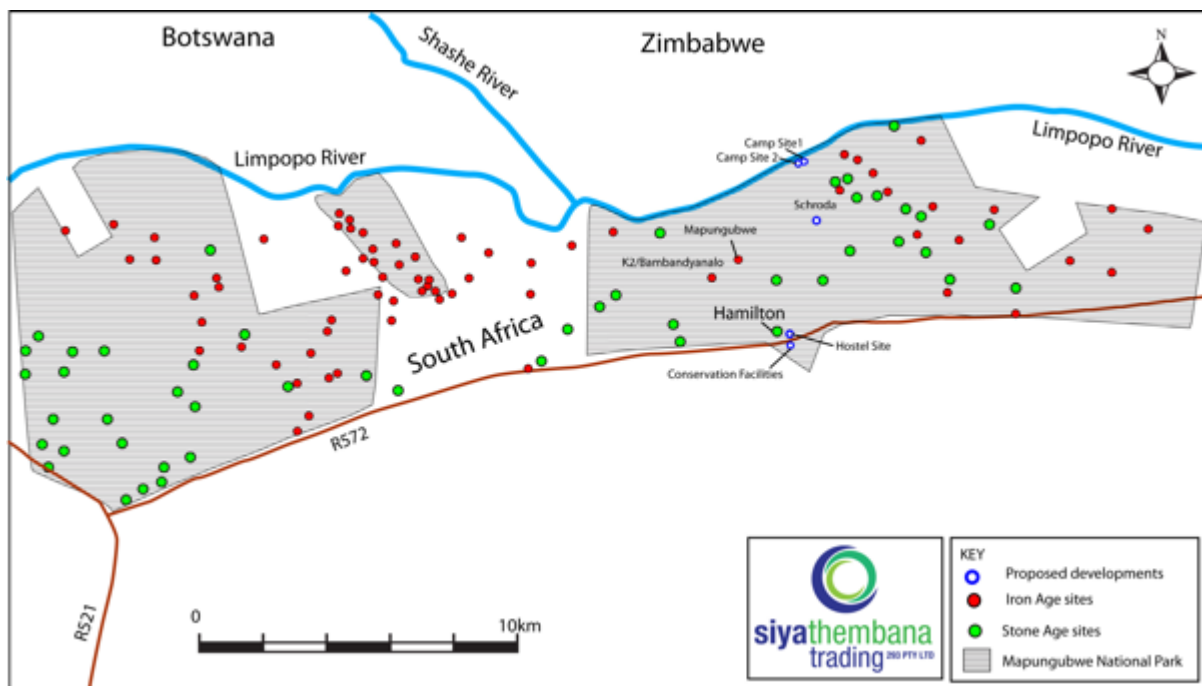 Botswana
Zimbabwe
Shashe River
N
Limpopo River
Limpopo River
Camp Site1
Camp Site 2
Schroda
Mapungubwe
K2/Bambandyanalo
Hamilton
South Africa
Hostel Site
Conservation Facilities
R572
R521
0
10km
siyathembana
trading 293 PTY LTD
KEY
Proposed developments
Iron Age sites
Stone Age sites
Mapungubwe National Park